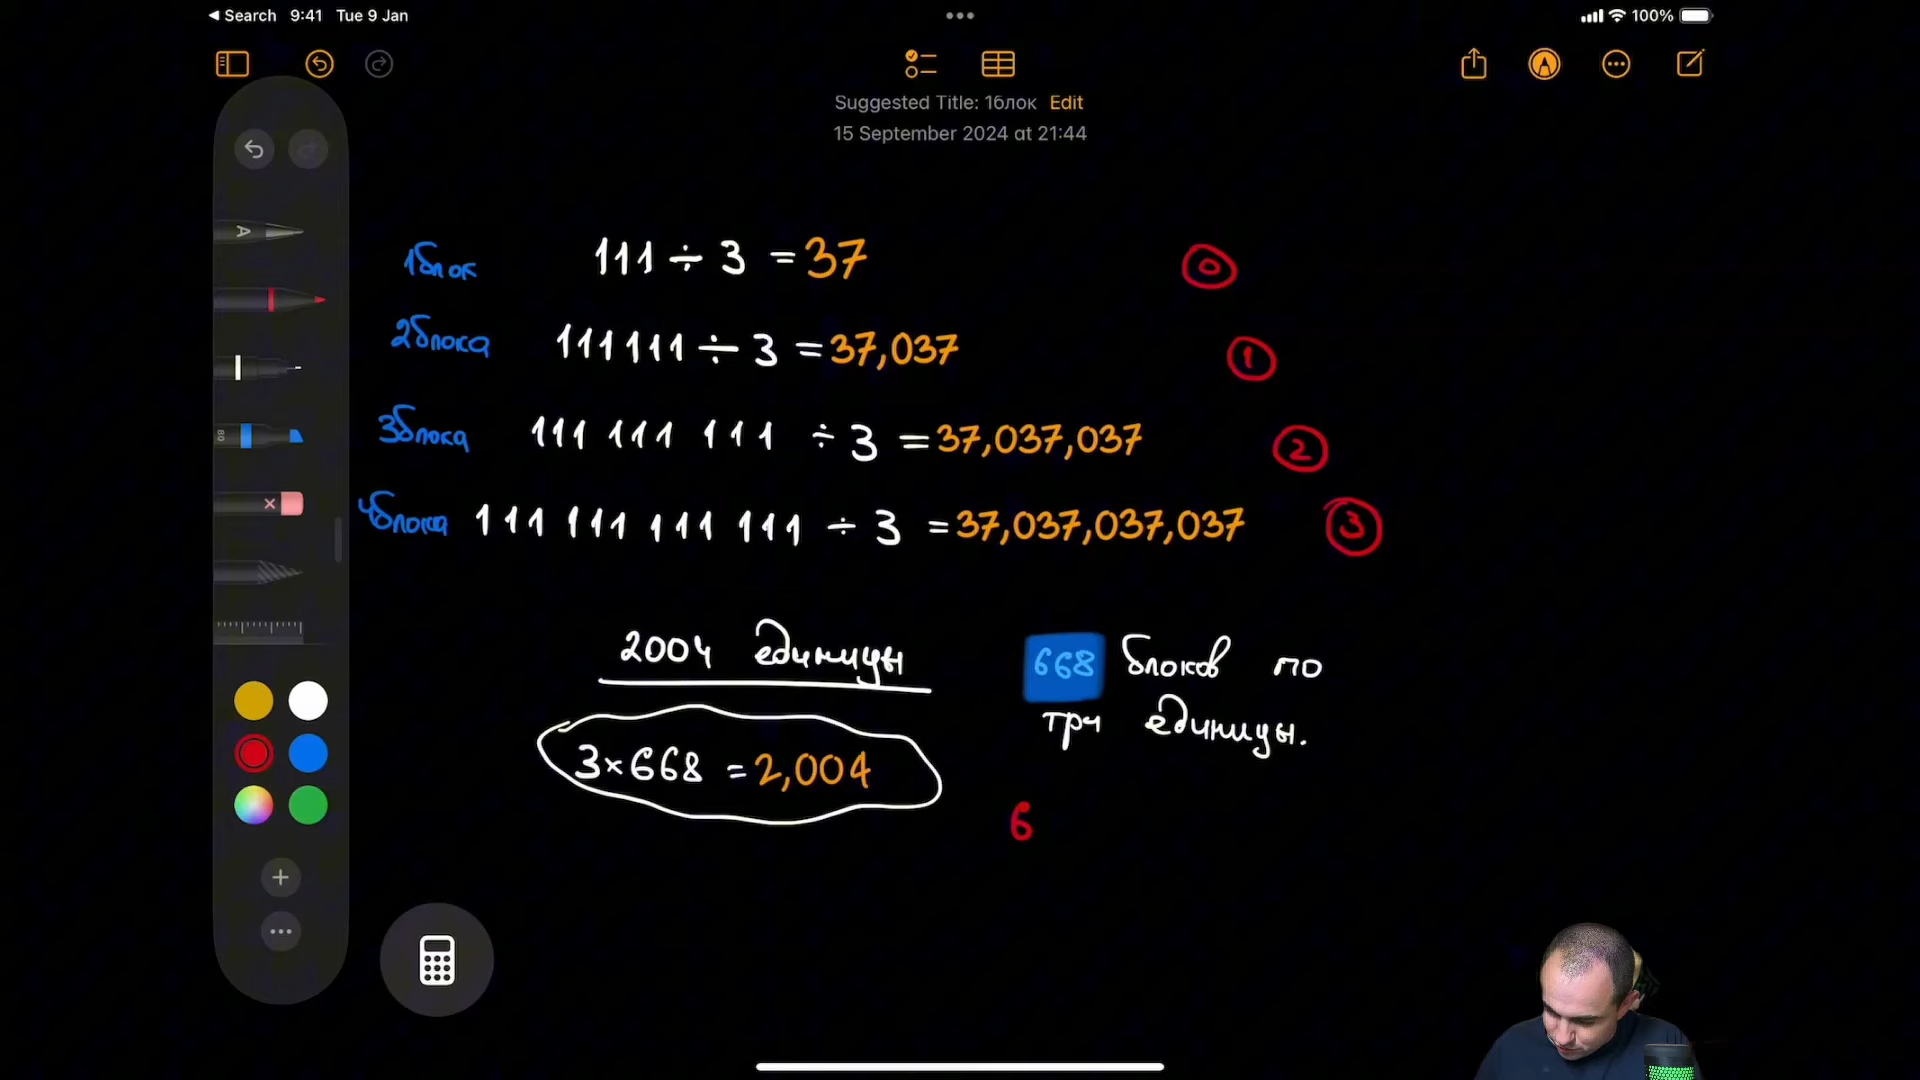 Search 9:41 Tue 9 Jan
100%
Suggested Title: 1блок Edit
15 September 2024 at 21:44
1блок 111 ÷ 3 = 37 0
2блока 111111 ÷ 3 = 37,037 1
3блока 111 111 111 ÷ 3 = 37,037,037 2
4блока 111 111 111 111 ÷ 3 = 37,037,037,037 3
2004 единицы
668 блоков по
три единицы.
3×668 = 2,004
6
A
80